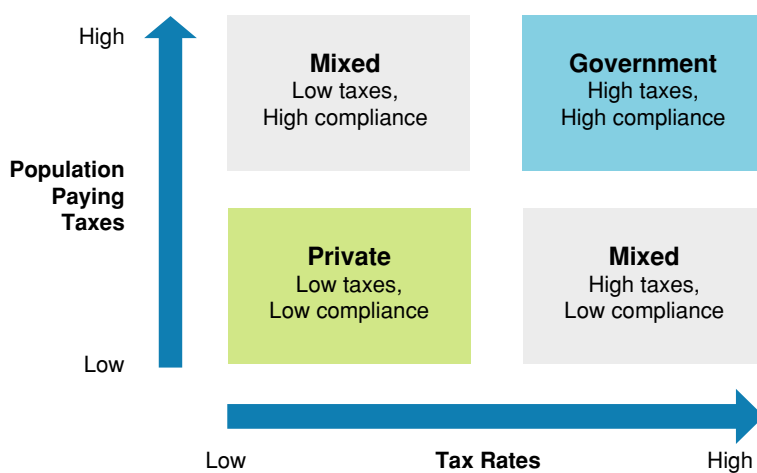 High
Mixed
Low taxes,
High compliance
Government
High taxes,
High compliance
Population
Paying
Taxes
Private
Low taxes,
Low compliance
Mixed
High taxes,
Low compliance
Low
Low
Tax Rates
High